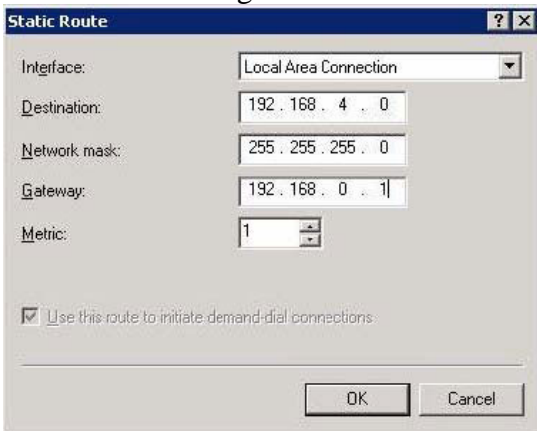 Static Route
Interface: Local Area Connection
Destination: 192 . 168 . 4 . 0
Network mask: 255 . 255 . 255 . 0
Gateway: 192 . 168 . 0 . 1
Metric: 1
Use this route to initiate demand-dial connections
OK Cancel